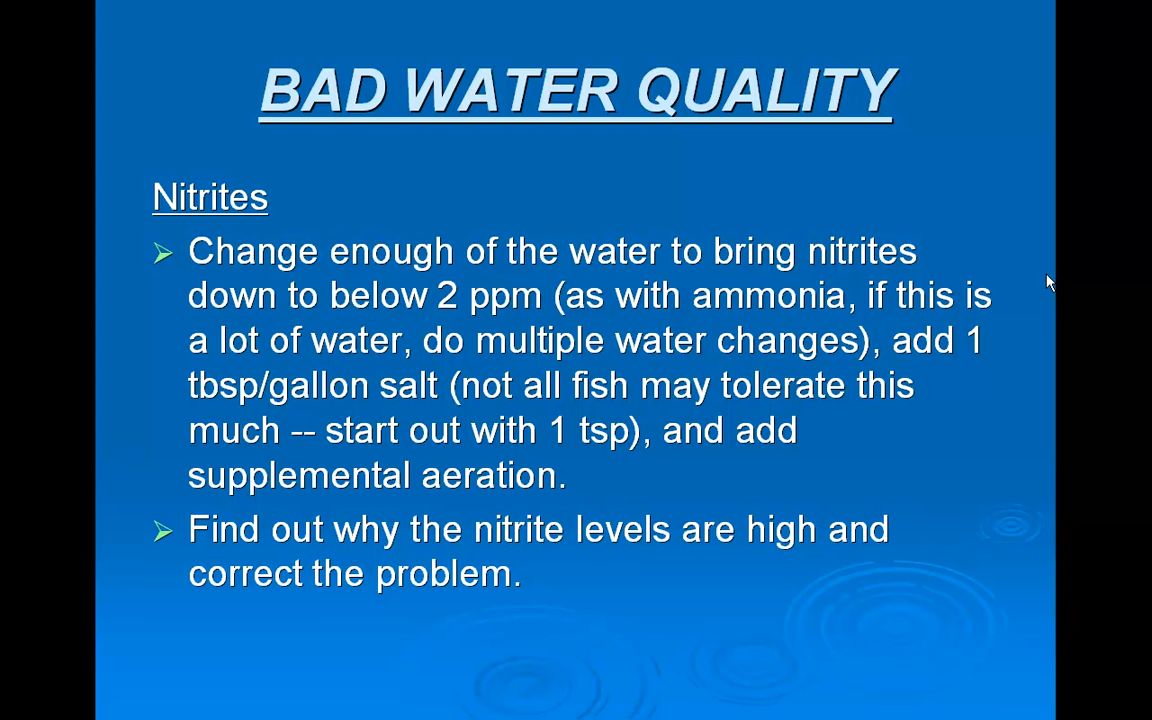 BAD WATER QUALITY
Nitrites
Change enough of the water to bring nitrites
down to below 2 ppm (as with ammonia, if this is
a lot of water, do multiple water changes), add 1
tbsp/gallon salt (not all fish may tolerate this
much -- start out with 1 tsp), and add
supplemental aeration.
Find out why the nitrite levels are high and
correct the problem.